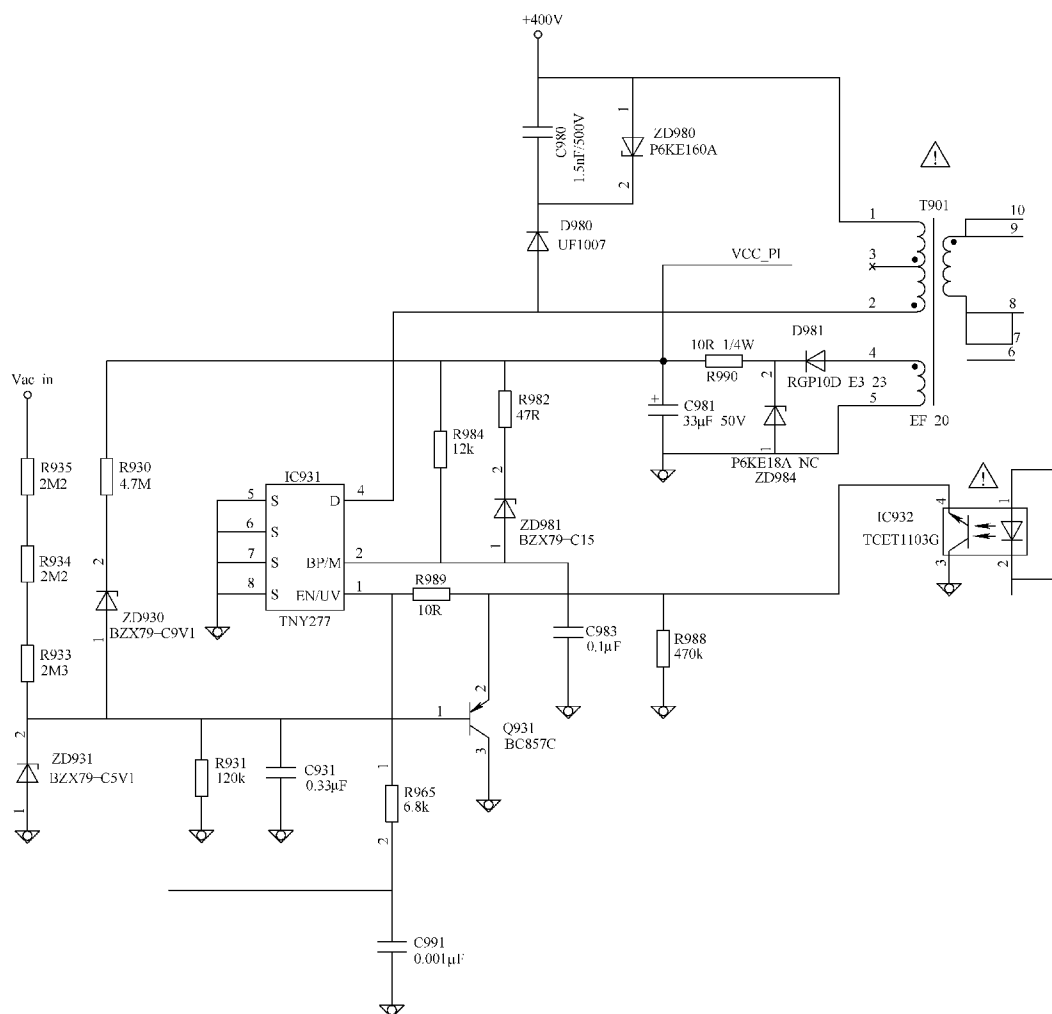 +400V
1
C980
1.5nF/500V
ZD980
P6KE160A
2
T901
1
10
9
D980
UF1007
VCC_PI
3
2
8
7
6
D981
10R 1/4W
R990
2
4
RGP10D E3 23
5
EF 20
Vac in
R982
47R
+
C981
33µF 50V
1
P6KE18A NC
ZD984
R984
12k
R935
2M2
R930
4.7M
IC931
5
S
D
4
6
S
7
S
BP/M
2
8
S
EN/UV
1
TNY277
2
ZD981
BZX79-C15
1
IC932
TCET1103G
4
1
3
2
R934
2M2
2
ZD930
BZX79-C9V1
1
R989
10R
C983
0.1µF
R988
470k
R933
2M3
1
2
Q931
BC857C
3
2
ZD931
BZX79-C5V1
1
R931
120k
C931
0.33µF
1
R965
6.8k
2
C991
0.001µF